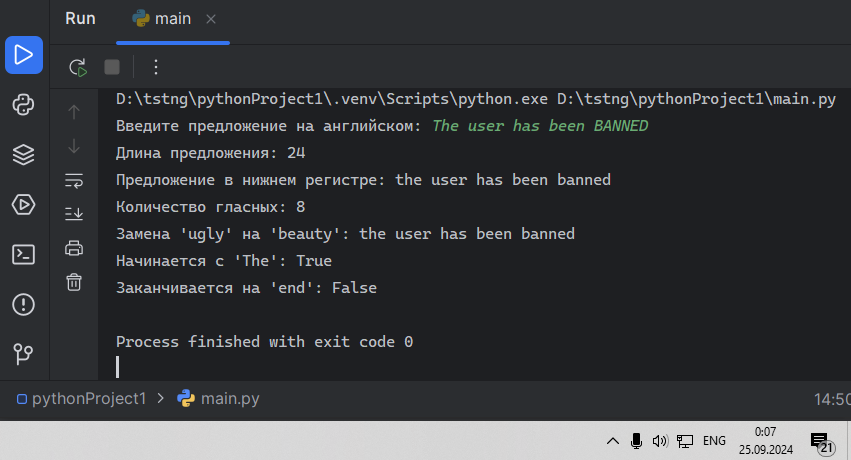 Run main
D:\tstng\pythonProject1\.venv\Scripts\python.exe D:\tstng\pythonProject1\main.py
Введите предложение на английском: The user has been BANNED
Длина предложения: 24
Предложение в нижнем регистре: the user has been banned
Количество гласных: 8
Замена 'ugly' на 'beauty': the user has been banned
Начинается с 'The': True
Заканчивается на 'end': False
Process finished with exit code 0
pythonProject1 > main.py 14:50
ENG 0:07
25.09.2024 21